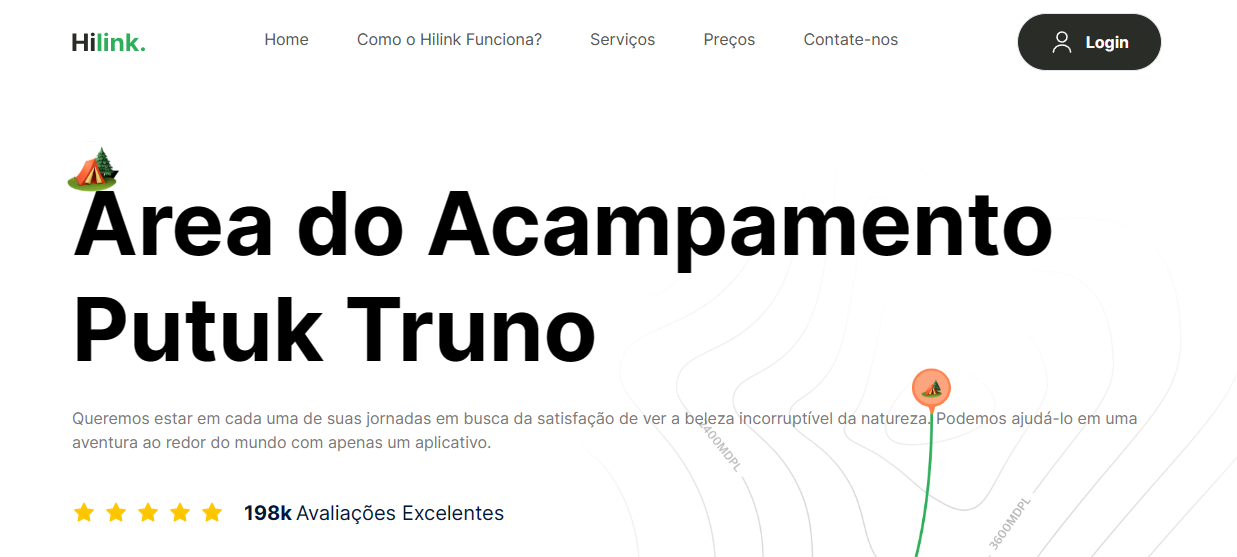 Hilink.
Home
Como o Hilink Funciona?
Serviços
Preços
Contate-nos
Login
Área do Acampamento
Putuk Truno
Queremos estar em cada uma de suas jornadas em busca da satisfação de ver a beleza incorruptível da natureza. Podemos ajudá-lo em uma
aventura ao redor do mundo com apenas um aplicativo.
2400MDPL
3600MDPL
198k Avaliações Excelentes